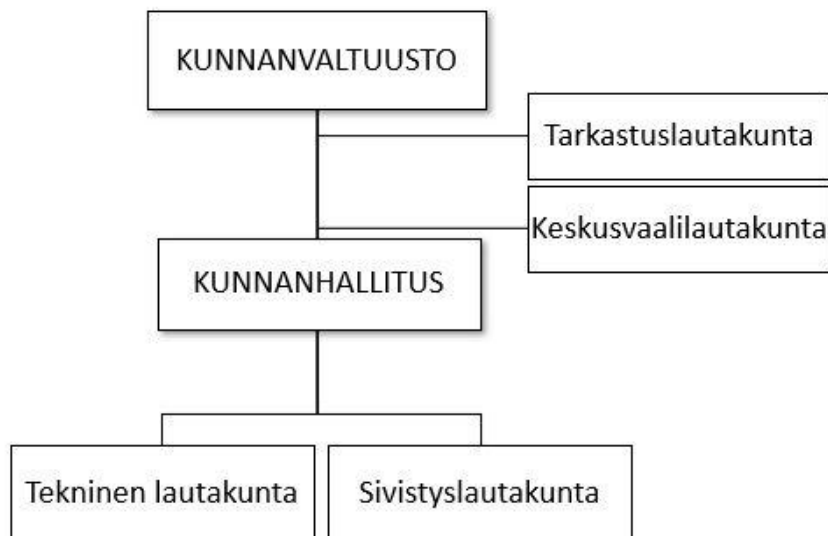 KUNNANVALTUUSTO
Tarkastuslautakunta
Keskusvaalilautakunta
KUNNANHALLITUS
Tekninen lautakunta
Sivistyslautakunta